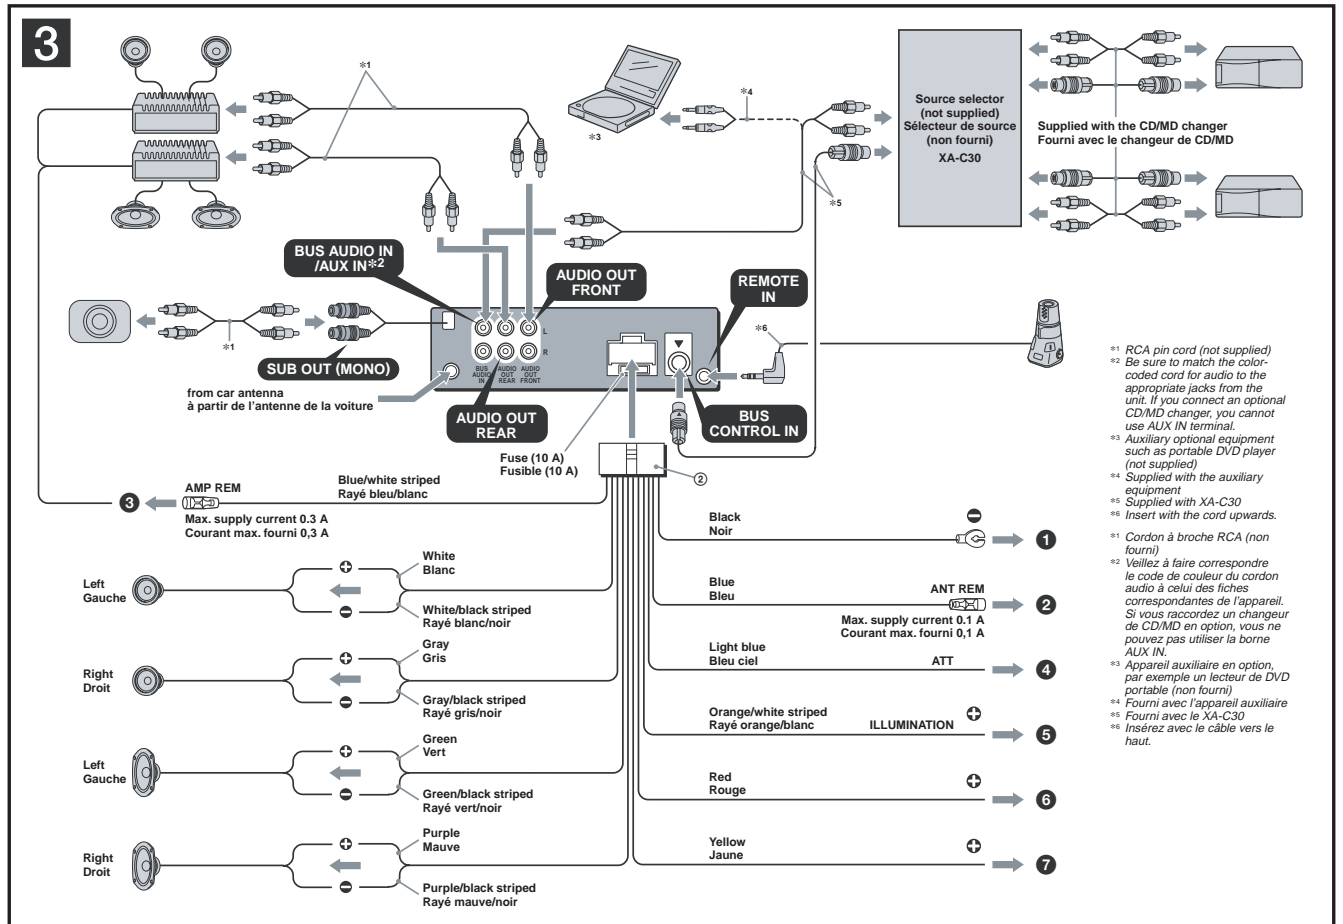 3
*1
*4
*3
*5
Source selector
(not supplied)
Sélecteur de source
(non fourni)
XA-C30
Supplied with the CD/MD changer
Fourni avec le changeur de CD/MD
BUS AUDIO IN
/AUX IN*2
AUDIO OUT
FRONT
REMOTE
IN
*6
*1
SUB OUT (MONO)
L
R
BUS
AUDIO
IN
AUDIO
OUT
REAR
AUDIO
OUT
FRONT
from car antenna
à partir de l'antenne de la voiture
AUDIO OUT
REAR
BUS
CONTROL IN
Fuse (10 A)
Fusible (10 A)
②
❸
AMP REM
Max. supply current 0.3 A
Courant max. fourni 0,3 A
Blue/white striped
Rayé bleu/blanc
Left
Gauche
White
Blanc
White/black striped
Rayé blanc/noir
Right
Droit
Gray
Gris
Gray/black striped
Rayé gris/noir
Left
Gauche
Green
Vert
Green/black striped
Rayé vert/noir
Right
Droit
Purple
Mauve
Purple/black striped
Rayé mauve/noir
Black
Noir
❶
Blue
Bleu
ANT REM
Max. supply current 0.1 A
Courant max. fourni 0,1 A
❷
Light blue
Bleu ciel
ATT
❹
Orange/white striped
Rayé orange/blanc
ILLUMINATION
❺
Red
Rouge
❻
Yellow
Jaune
❼
*1 RCA pin cord (not supplied)
*2 Be sure to match the color-
coded cord for audio to the
appropriate jacks from the
unit. If you connect an optional
CD/MD changer, you cannot
use AUX IN terminal.
*3 Auxiliary optional equipment
such as portable DVD player
(not supplied)
*4 Supplied with the auxiliary
equipment
*5 Supplied with XA-C30
*6 Insert with the cord upwards.
*1 Cordon à broche RCA (non
fourni)
*2 Veillez à faire correspondre
le code de couleur du cordon
audio à celui des fiches
correspondantes de l'appareil.
Si vous raccordez un changeur
de CD/MD en option, vous ne
pouvez pas utiliser la borne
AUX IN.
*3 Appareil auxiliaire en option,
par exemple un lecteur de DVD
portable (non fourni)
*4 Fourni avec l'appareil auxiliaire
*5 Fourni avec le XA-C30
*6 Insérez avec le câble vers le
haut.